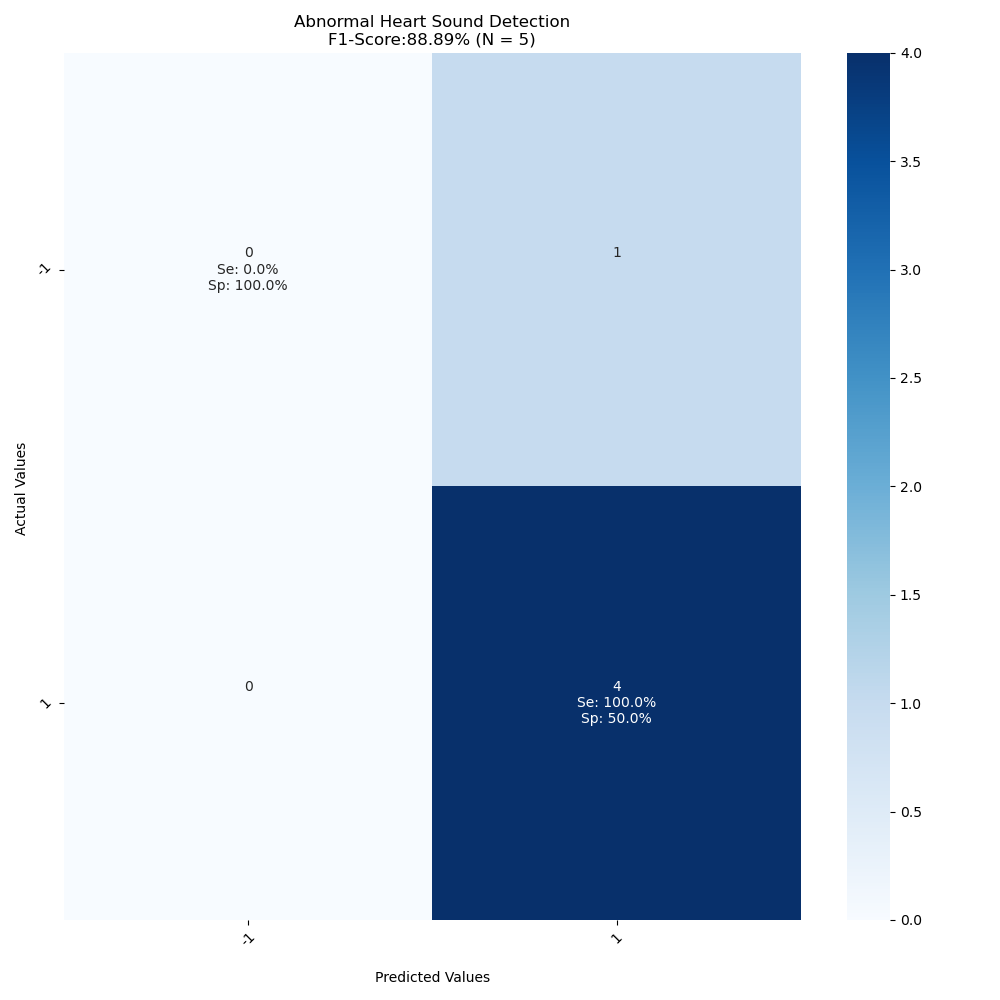 Abnormal Heart Sound Detection
F1-Score:88.89% (N = 5)
4.0
3.5
3.0
2.5
2.0
1.5
1.0
0.5
0.0
Actual Values
-1
0
Se: 0.0%
Sp: 100.0%
1
1
0
4
Se: 100.0%
Sp: 50.0%
-1
1
Predicted Values